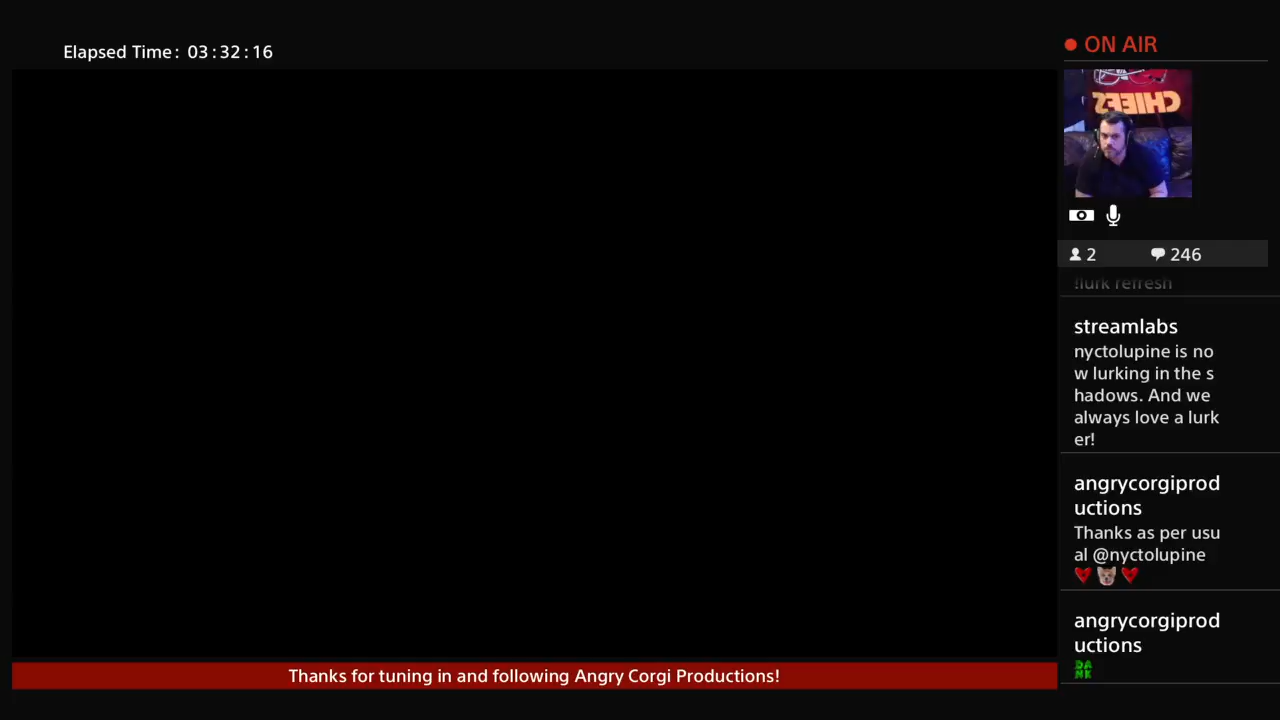 Elapsed Time: 03:32:16
ON AIR
CHIEFS
2 246
!lurk refresh
streamlabs
nyctolupine is no
w lurking in the s
hadows. And we
always love a lurk
er!
angrycorgiprod
uctions
Thanks as per usu
al @nyctolupine
angrycorgiprod
uctions
DA
NK
Thanks for tuning in and following Angry Corgi Productions!